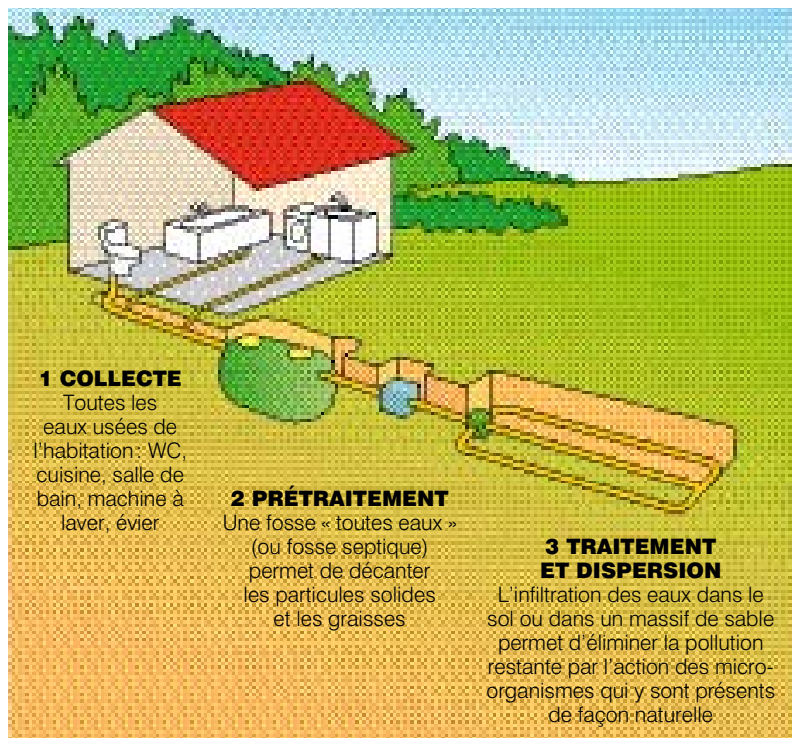 1 COLLECTE
Toutes les
eaux usées de
l'habitation: WC,
cuisine, salle de
bain, machine à
laver, évier
2 PRÉTRAITEMENT
Une fosse « toutes eaux »
(ou fosse septique)
permet de décanter
les particules solides
et les graisses
3 TRAITEMENT
ET DISPERSION
L'infiltration des eaux dans le
sol ou dans un massif de sable
permet d'éliminer la pollution
restante par l'action des micro-
organismes qui y sont présents
de façon naturelle